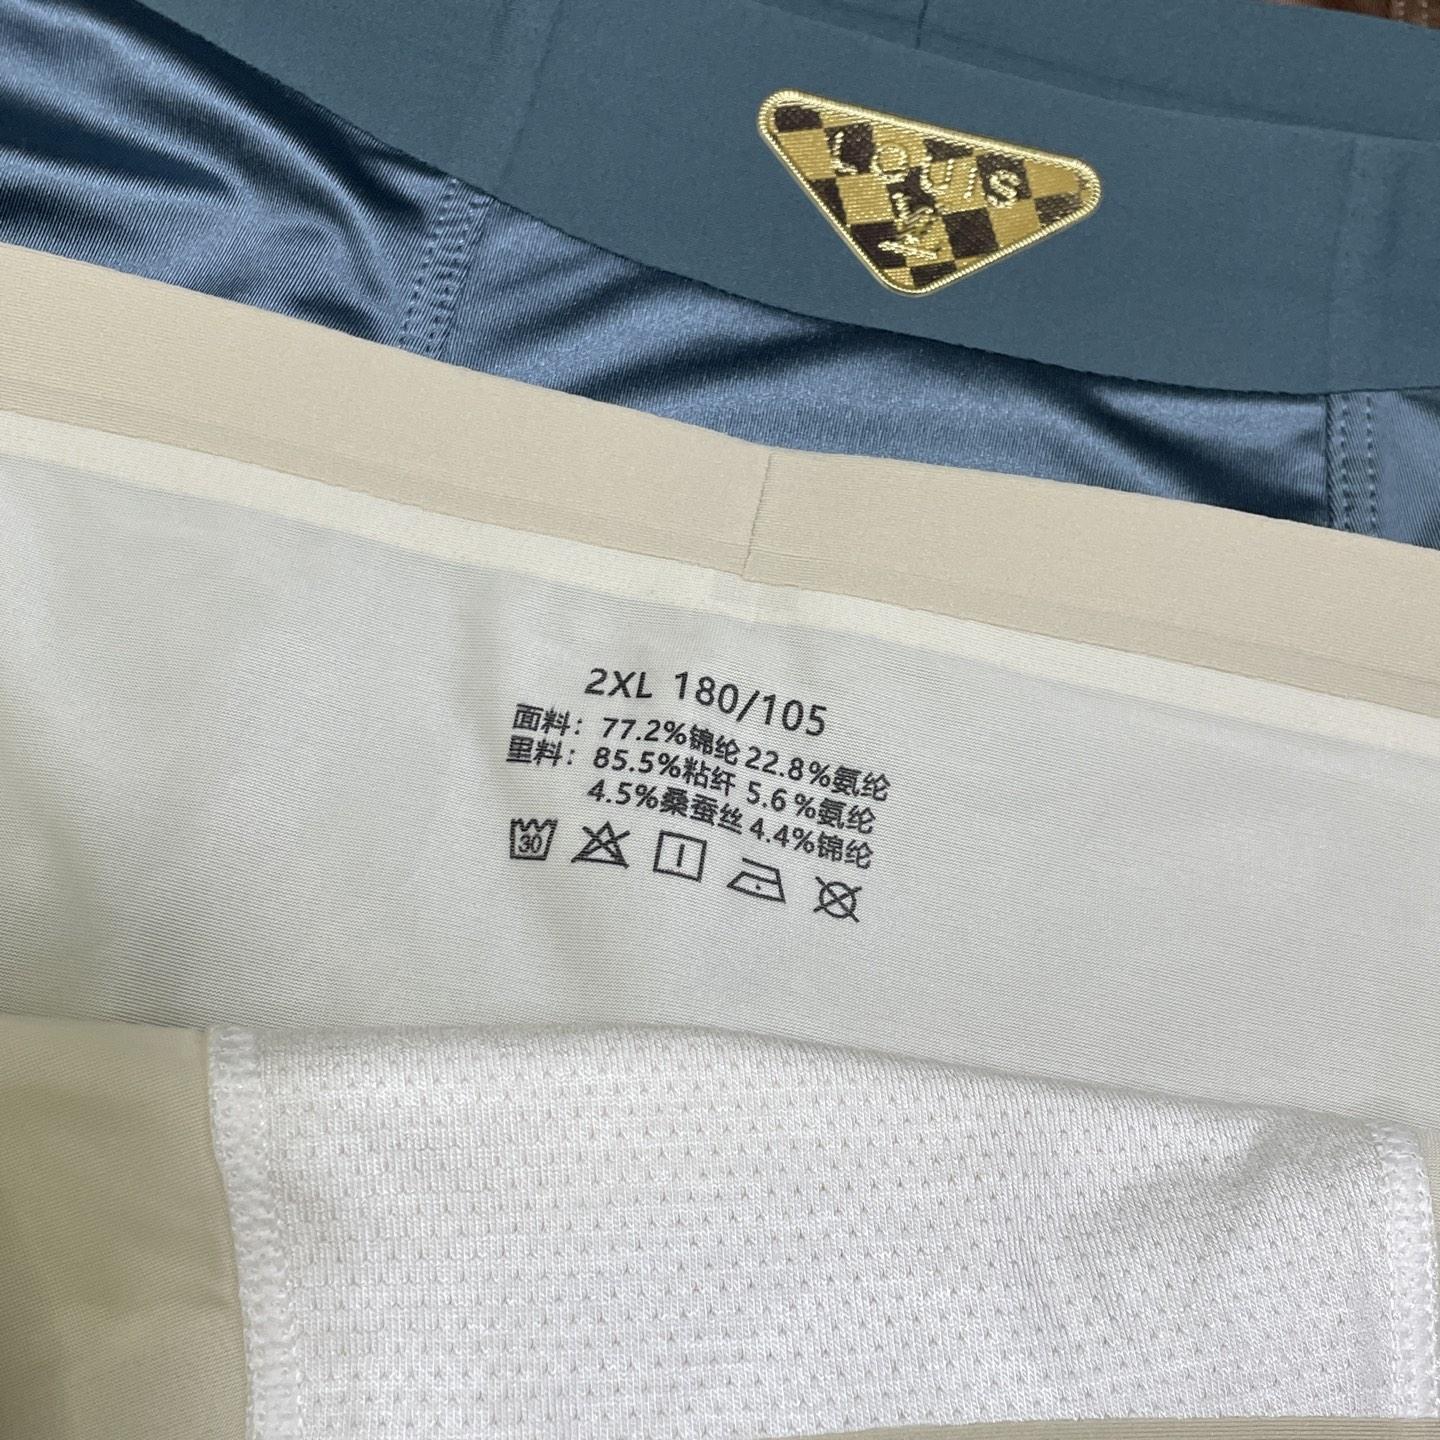 LOUIS
2XL 180/105
面料：77.2%锦纶 22.8%氨纶
里料：85.5%粘纤 5.6%氨纶
4.5%桑蚕丝 4.4%锦纶
30